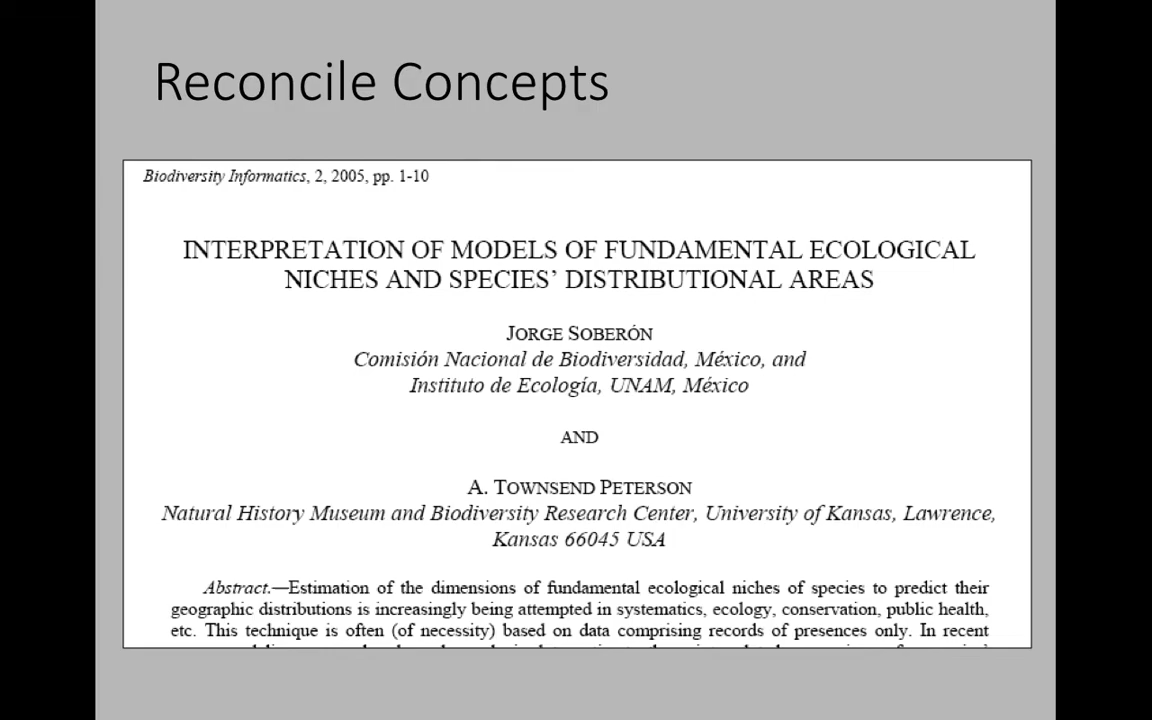 Reconcile Concepts
Biodiversity Informatics, 2, 2005, pp. 1-10
INTERPRETATION OF MODELS OF FUNDAMENTAL ECOLOGICAL
NICHES AND SPECIES’ DISTRIBUTIONAL AREAS
JORGE SOBERÓN
Comisión Nacional de Biodiversidad, México, and
Instituto de Ecología, UNAM, México
AND
A. TOWNSEND PETERSON
Natural History Museum and Biodiversity Research Center, University of Kansas, Lawrence,
Kansas 66045 USA
Abstract.—Estimation of the dimensions of fundamental ecological niches of species to predict their
geographic distributions is increasingly being attempted in systematics, ecology, conservation, public health,
etc. This technique is often (of necessity) based on data comprising records of presences only. In recent